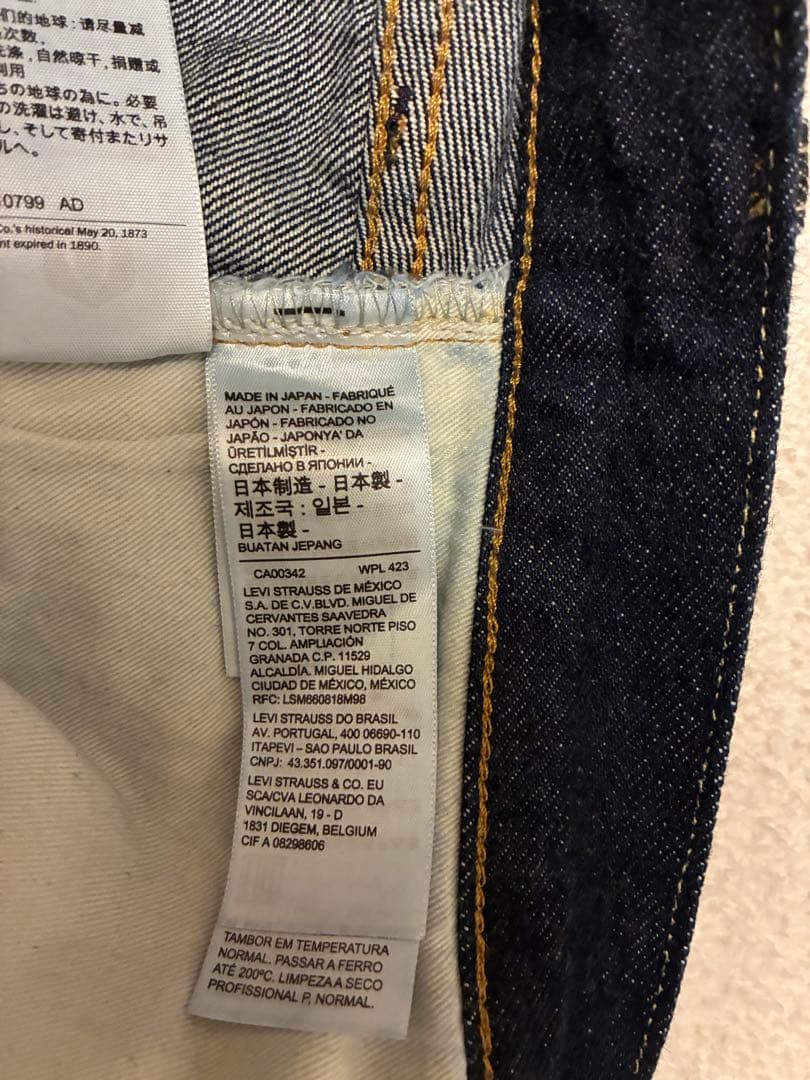 们的地球：请尽量减
次数，
涤，自然晾干，捐赠或
利用
ちの地球の為に。必要
の洗濯は避け、水で、吊
し、そして寄付またリサ
ルへ。
0799 AD
Co.'s historical May 20, 1873
nt expired in 1890.
MADE IN JAPAN - FABRIQUÉ
AU JAPON - FABRICADO EN
JAPÓN - FABRICADO NO
JAPÃO - JAPONYA' DA
ÜRETİLMİŞTİR -
СДЕЛАНО В ЯПОНИИ -
日本制造 - 日本製 -
제조국 : 일본 -
日本製 -
BUATAN JEPANG
CA00342 WPL 423
LEVI STRAUSS DE MÉXICO
S.A. DE C.V.BLVD. MIGUEL DE
CERVANTES SAAVEDRA
NO. 301, TORRE NORTE PISO
7 COL. AMPLIACIÓN
GRANADA C.P. 11529
ALCALDÍA. MIGUEL HIDALGO
CIUDAD DE MÉXICO, MÉXICO
RFC: LSM660818M98
LEVI STRAUSS DO BRASIL
AV. PORTUGAL, 400 06690-110
ITAPEVI – SAO PAULO BRASIL
CNPJ: 43.351.097/0001-90
LEVI STRAUSS & CO. EU
SCA/CVA LEONARDO DA
VINCILAAN, 19 - D
1831 DIEGEM, BELGIUM
CIF A 08298606
TAMBOR EM TEMPERATURA
NORMAL. PASSAR A FERRO
ATÉ 200ºC. LIMPEZA A SECO
PROFISSIONAL P, NORMAL.